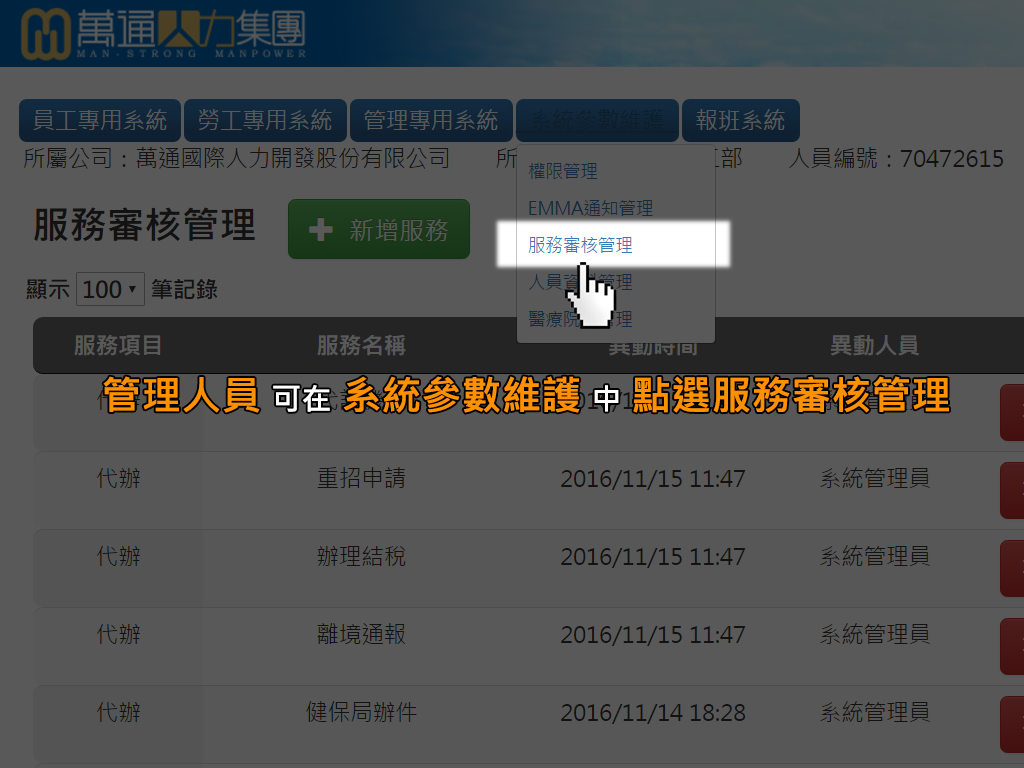 萬通人力集團
MAN-STRONG MANPOWER
員工專用系統 勞工專用系統 管理專用系統 系統參數維護 報班系統
所屬公司：萬通國際人力開發股份有限公司 所 部 人員編號：70472615
權限管理
EMMA通知管理
服務審核管理 新增服務 服務審核管理
人員資料管理
顯示 100 筆記錄
醫療院 管理
服務項目 服務名稱 異動時間 異動人員
管理人員 可在 系統參數維護 中 點選服務審核管理
代辦 重招申請 2016/11/15 11:47 系統管理員
代辦 辦理結稅 2016/11/15 11:47 系統管理員
代辦 離境通報 2016/11/15 11:47 系統管理員
代辦 健保局辦件 2016/11/14 18:28 系統管理員